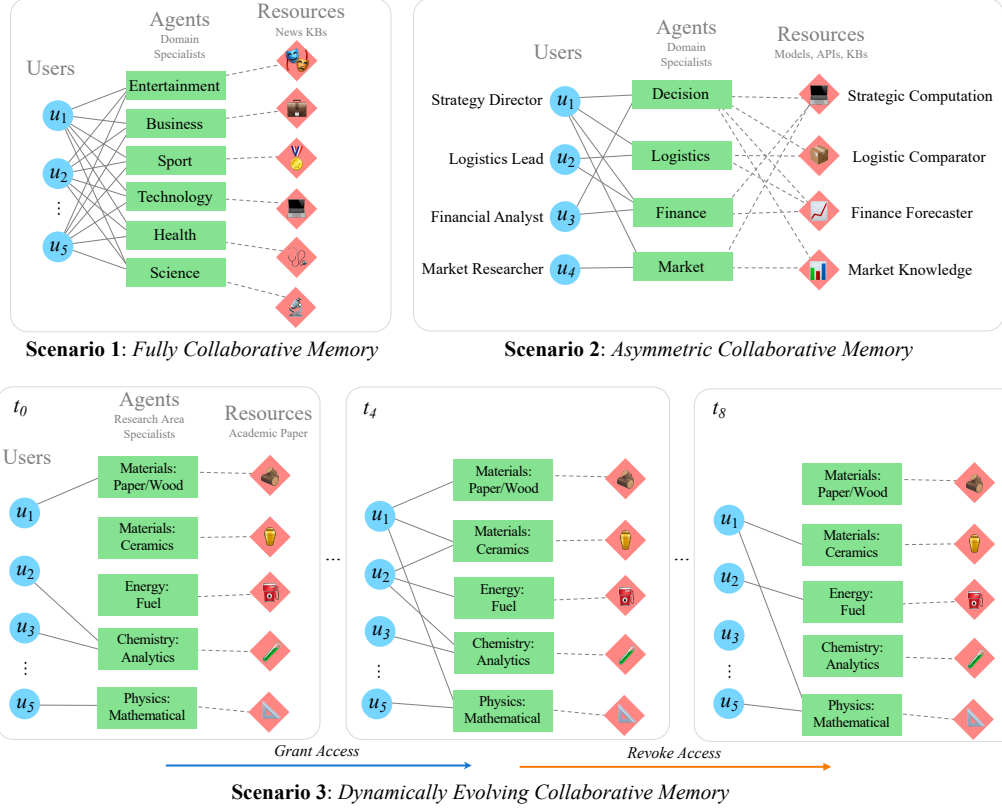 Agents
Domain
Specialists
Resources
News KBs
Users
Entertainment
Business
Sport
Technology
Health
Science
u1
u2
⋮
u5
Scenario 1: Fully Collaborative Memory
Users
Agents
Domain
Specialists
Resources
Models, APIs, KBs
Strategy Director
u1
Decision
Strategic Computation
Logistics Lead
u2
Logistics
Logistic Comparator
Financial Analyst
u3
Finance
Finance Forecaster
Market Researcher
u4
Market
Market Knowledge
Scenario 2: Asymmetric Collaborative Memory
t0
Agents
Research Area
Specialists
Resources
Academic Paper
Users
u1
u2
u3
⋮
u5
Materials:
Paper/Wood
Materials:
Ceramics
Energy:
Fuel
Chemistry:
Analytics
Physics:
Mathematical
...
t4
u1
u2
u3
⋮
u5
Materials:
Paper/Wood
Materials:
Ceramics
Energy:
Fuel
Chemistry:
Analytics
Physics:
Mathematical
...
t8
u1
u2
u3
⋮
u5
Materials:
Paper/Wood
Materials:
Ceramics
Energy:
Fuel
Chemistry:
Analytics
Physics:
Mathematical
Grant Access
Revoke Access
Scenario 3: Dynamically Evolving Collaborative Memory